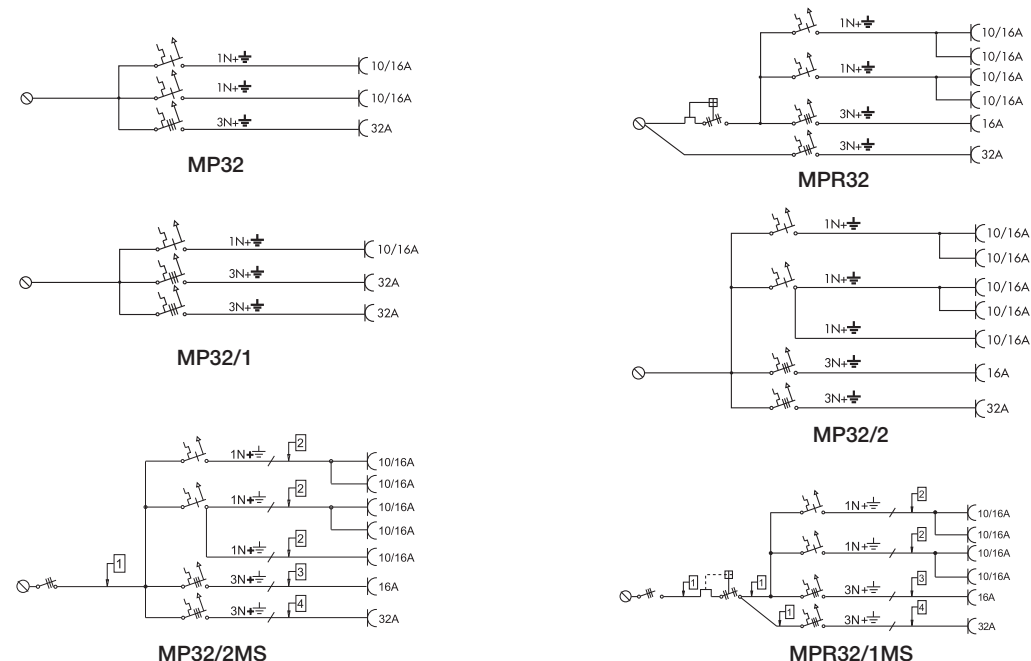 1N+ 10/16A
1N+ 10/16A
3N+ 32A
MP32
1N+ 10/16A
10/16A
1N+ 10/16A
10/16A
3N+ 16A
3N+ 32A
MPR32
1N+ 10/16A
3N+ 32A
3N+ 32A
MP32/1
1N+ 10/16A
10/16A
1N+ 10/16A
10/16A
1N+ 10/16A
3N+ 16A
3N+ 32A
MP32/2
2
1N+ 10/16A
10/16A
2
1N+ 10/16A
10/16A
2
1N+ 10/16A
1
3
3N+ 16A
4
3N+ 32A
MP32/2MS
2
1N+ 10/16A
10/16A
2
1N+ 10/16A
10/16A
1 1 3
3N+ 16A
1 4
3N+ 32A
MPR32/1MS